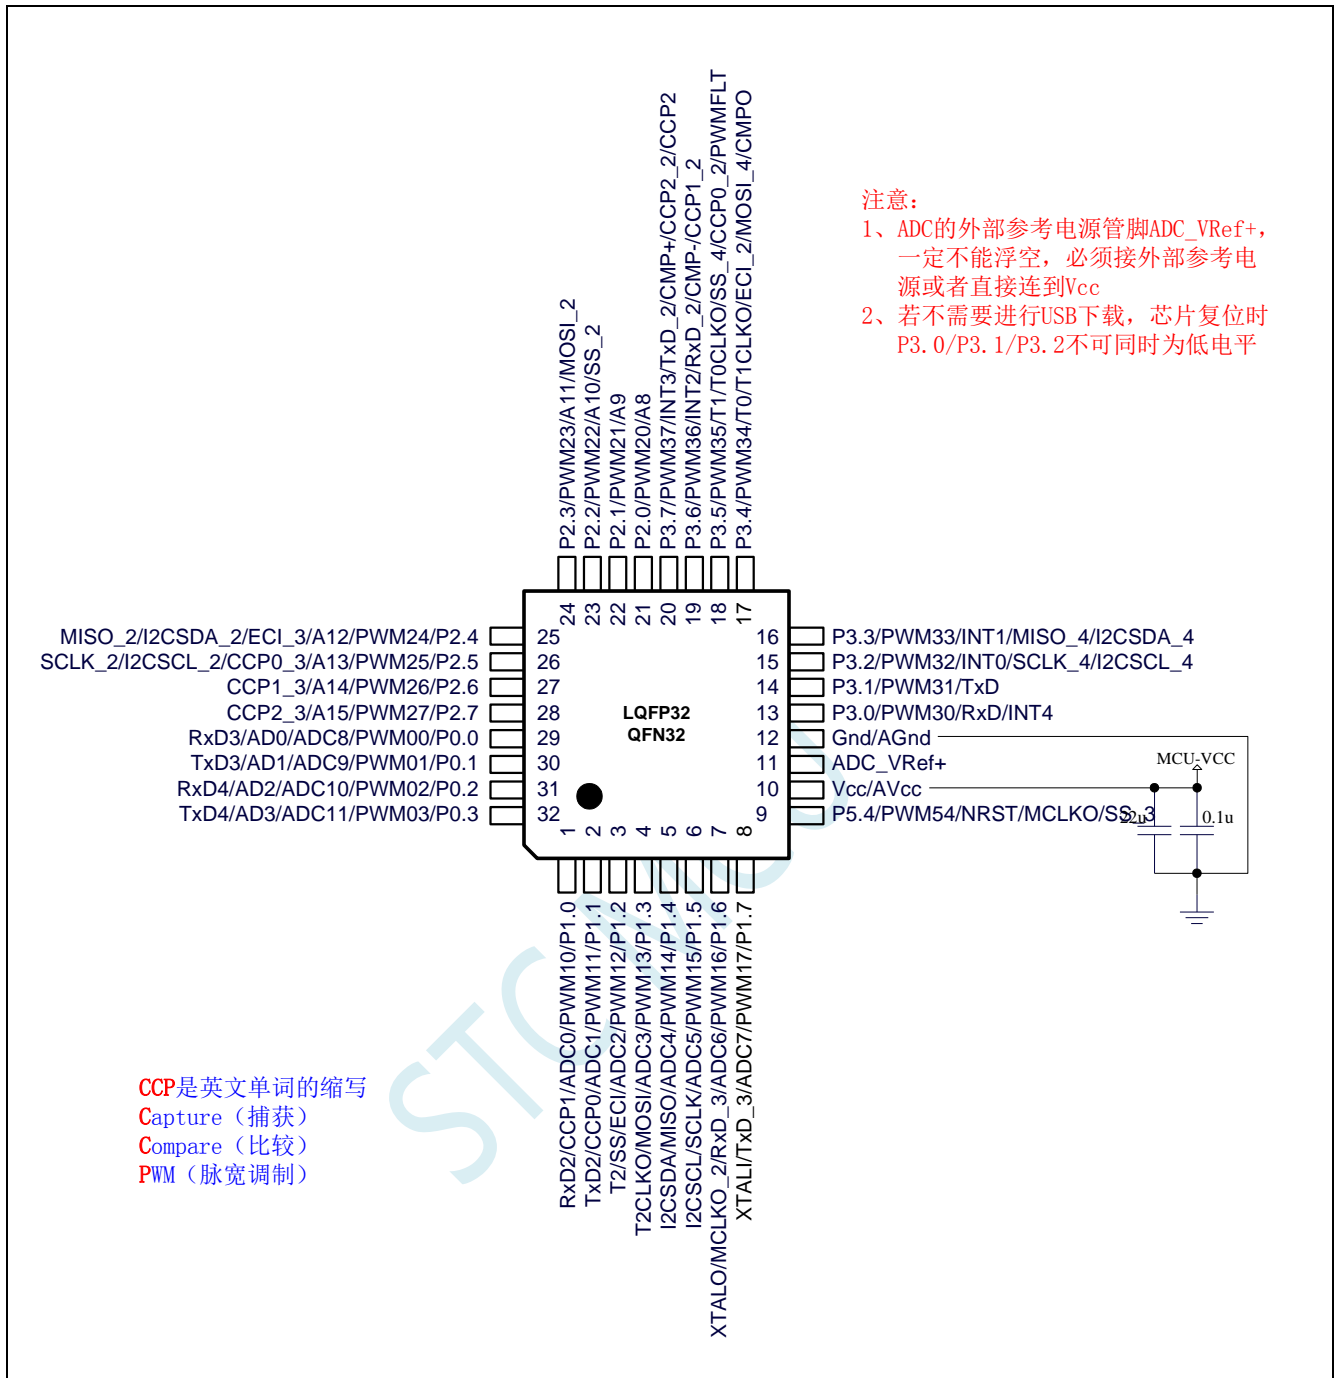 P2.3/PWM23/A11/MOSI_2
P2.2/PWM22/A10/SS_2
P2.1/PWM21/A9
P2.0/PWM20/A8
P3.7/PWM37/INT3/TxD_2/CMP+/CCP2_2/CCP2
P3.6/PWM36/INT2/RxD_2/CMP-/CCP1_2
P3.5/PWM35/T1/T0CLKO/SS_4/CCP0_2/PWMFLT
P3.4/PWM34/T0/T1CLKO/ECI_2/MOSI_4/CMPO
注意：
1、ADC的外部参考电源管脚ADC_VRef+，
一定不能浮空，必须接外部参考电
源或者直接连到Vcc
2、若不需要进行USB下载，芯片复位时
P3.0/P3.1/P3.2不可同时为低电平
24 23 22 21 20 19 18 17
MISO_2/I2CSDA_2/ECI_3/A12/PWM24/P2.4 25
SCLK_2/I2CSCL_2/CCP0_3/A13/PWM25/P2.5 26
CCP1_3/A14/PWM26/P2.6 27
CCP2_3/A15/PWM27/P2.7 28
RxD3/AD0/ADC8/PWM00/P0.0 29
TxD3/AD1/ADC9/PWM01/P0.1 30
RxD4/AD2/ADC10/PWM02/P0.2 31
TxD4/AD3/ADC11/PWM03/P0.3 32
LQFP32
QFN32
16 P3.3/PWM33/INT1/MISO_4/I2CSDA_4
15 P3.2/PWM32/INT0/SCLK_4/I2CSCL_4
14 P3.1/PWM31/TxD
13 P3.0/PWM30/RxD/INT4
12 Gnd/AGnd
11 ADC_VRef+
10 Vcc/AVcc
9 P5.4/PWM54/NRST/MCLKO/SS_3
MCU-VCC
22u
0.1u
1 2 3 4 5 6 7 8
RxD2/CCP1/ADC0/PWM10/P1.0
TxD2/CCP0/ADC1/PWM11/P1.1
T2/SS/ECI/ADC2/PWM12/P1.2
T2CLKO/MOSI/ADC3/PWM13/P1.3
I2CSDA/MISO/ADC4/PWM14/P1.4
I2CSCL/SCLK/ADC5/PWM15/P1.5
XTALO/MCLKO_2/RxD_3/ADC6/PWM16/P1.6
XTALI/TxD_3/ADC7/PWM17/P1.7
CCP是英文单词的缩写
Capture（捕获）
Compare（比较）
PWM（脉宽调制）
STC MCU